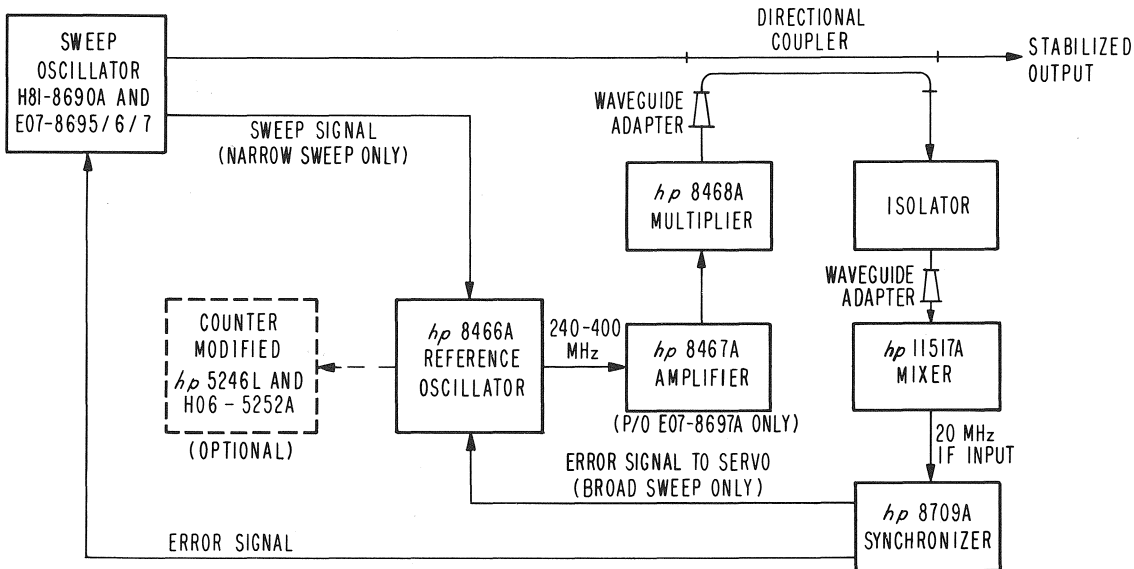 SWEEP
OSCILLATOR
H81-8690A AND
E07-8695/6/7
DIRECTIONAL
COUPLER
STABILIZED
OUTPUT
SWEEP SIGNAL
(NARROW SWEEP ONLY)
WAVEGUIDE
ADAPTER
hp 8468A
MULTIPLIER
ISOLATOR
WAVEGUIDE
ADAPTER
COUNTER
MODIFIED
hp 5246L AND
H06-5252A
(OPTIONAL)
hp 8466A
REFERENCE
OSCILLATOR
240-400
MHz
hp 8467A
AMPLIFIER
(P/O E07-8697A ONLY)
hp 11517A
MIXER
20 MHz
IF INPUT
ERROR SIGNAL TO SERVO
(BROAD SWEEP ONLY)
hp 8709A
SYNCHRONIZER
ERROR SIGNAL